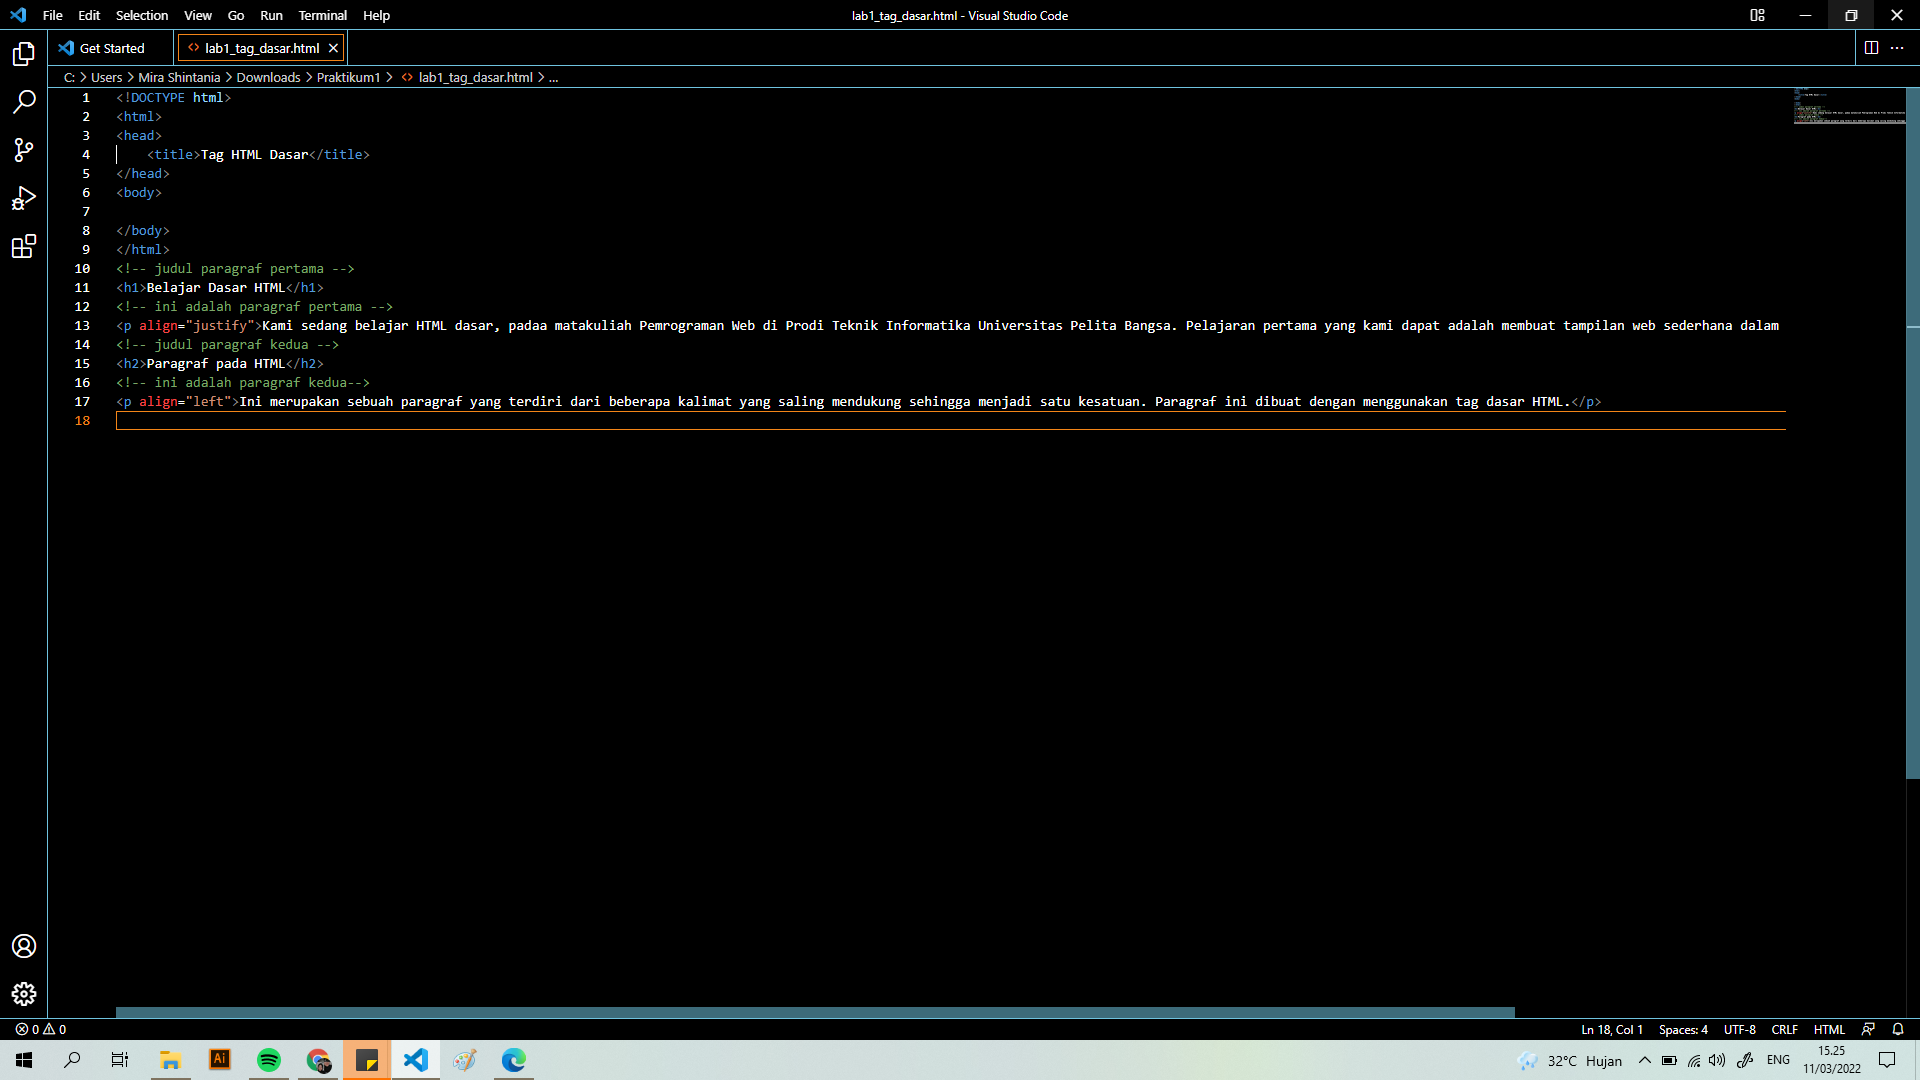 File Edit Selection View Go Run Terminal Help
lab1_tag_dasar.html - Visual Studio Code
Get Started
lab1_tag_dasar.html
C: > Users > Mira Shintania > Downloads > Praktikum1 > lab1_tag_dasar.html > ...
1 <!DOCTYPE html>
2 <html>
3 <head>
4 <title>Tag HTML Dasar</title>
5 </head>
6 <body>
7
8 </body>
9 </html>
10 <!-- judul paragraf pertama -->
11 <h1>Belajar Dasar HTML</h1>
12 <!-- ini adalah paragraf pertama -->
13 <p align="justify">Kami sedang belajar HTML dasar, padaa matakuliah Pemrograman Web di Prodi Teknik Informatika Universitas Pelita Bangsa. Pelajaran pertama yang kami dapat adalah membuat tampilan web sederhana dalam
14 <!-- judul paragraf kedua -->
15 <h2>Paragraf pada HTML</h2>
16 <!-- ini adalah paragraf kedua-->
17 <p align="left">Ini merupakan sebuah paragraf yang terdiri dari beberapa kalimat yang saling mendukung sehingga menjadi satu kesatuan. Paragraf ini dibuat dengan menggunakan tag dasar HTML.</p>
18
0 0
Ln 18, Col 1 Spaces: 4 UTF-8 CRLF HTML
Ai
32°C Hujan
ENG
15.25
11/03/2022